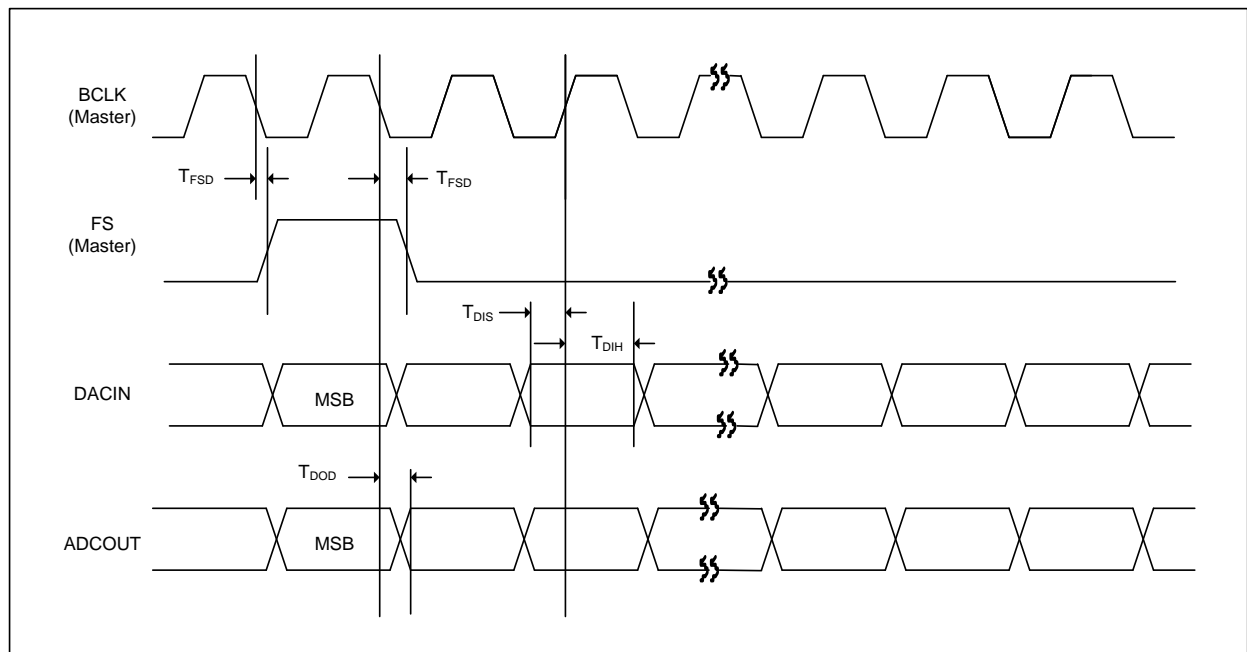 BCLK
(Master)
TFSD
TFSD
FS
(Master)
TDIS
TDIH
DACIN
MSB
TDOD
ADCOUT
MSB